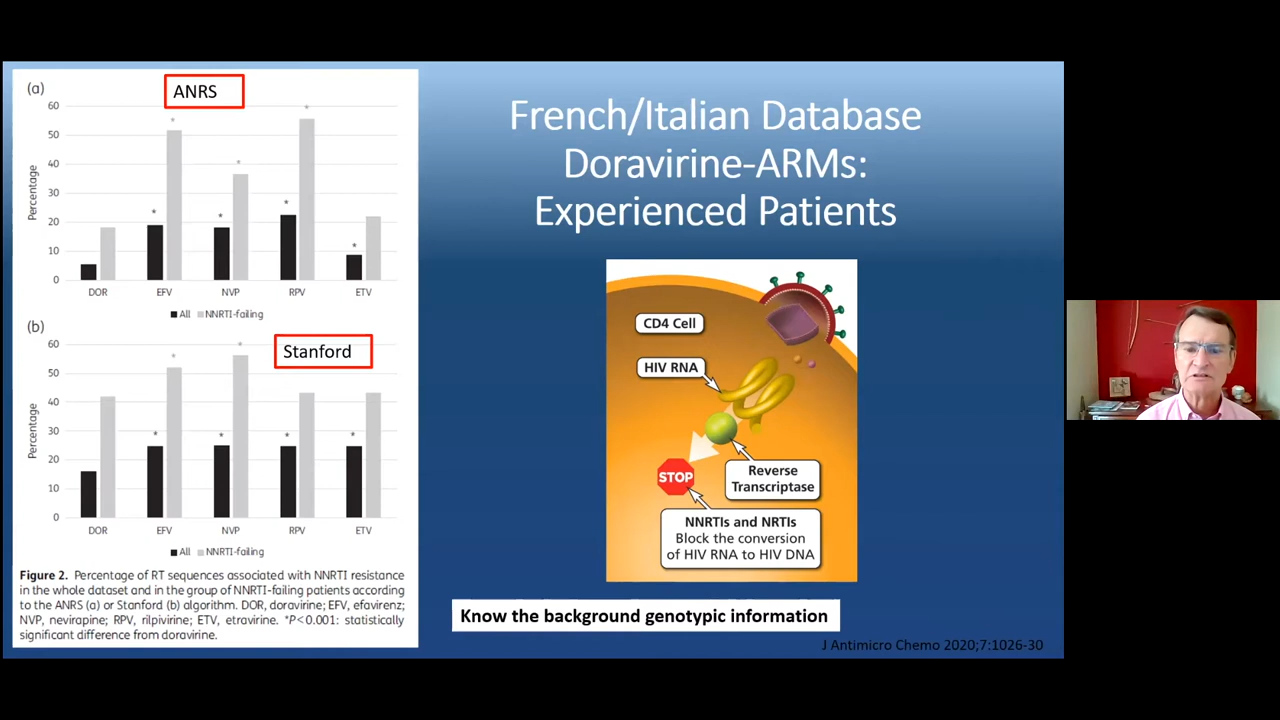 (a)
ANRS
60
50
40
30
20
10
0
Percentage
*
*
*
*
*
*
*
DOR EFV NVP RPV ETV
All NNRTI-failing
(b)
Stanford
60
50
40
30
20
10
0
Percentage
*
*
*
*
*
*
DOR EFV NVP RPV ETV
All NNRTI-failing
Figure 2. Percentage of RT sequences associated with NNRTI resistance
in the whole dataset and in the group of NNRTI-failing patients according
to the ANRS (a) or Stanford (b) algorithm. DOR, doravirine; EFV, efavirenz;
NVP, nevirapine; RPV, rilpivirine; ETV, etravirine. *P<0.001: statistically
significant difference from doravirine.
French/Italian Database
Doravirine-ARMs:
Experienced Patients
CD4 Cell
HIV RNA
Reverse
Transcriptase
STOP
NNRTIs and NRTIs
Block the conversion
of HIV RNA to HIV DNA
Know the background genotypic information
J Antimicro Chemo 2020;7:1026-30